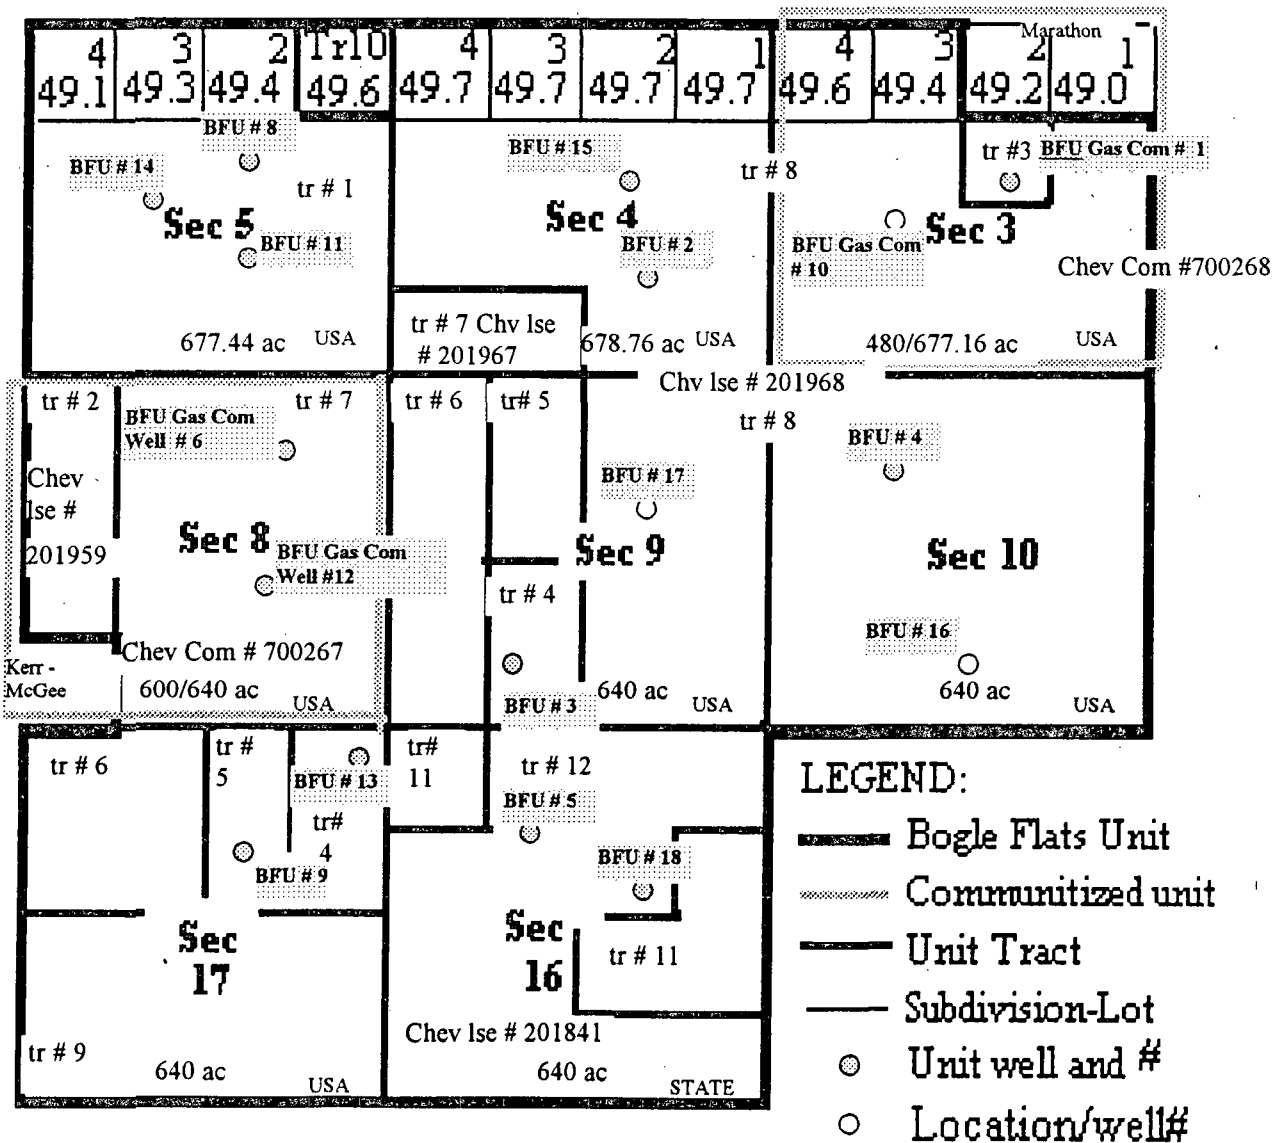 Marathon
4 3 2 Tr10 4 3 2 1 4 3 2 1
49.1 49.3 49.4 49.6 49.7 49.7 49.7 49.7 49.6 49.4 49.2 49.0
BFU # 8
BFU # 14
tr # 1
Sec 5
BFU # 11
677.44 ac USA
BFU # 15
tr # 8
Sec 4
BFU # 2
tr # 7 Chv lse
# 201967
678.76 ac USA
tr #3 BFU Gas Com # 1
Sec 3
BFU Gas Com
# 10
Chev Com #700268
480/677.16 ac USA
Chv lse # 201968
tr # 2
tr # 7
BFU Gas Com
Well # 6
Chev
lse #
201959
Sec 8
BFU Gas Com
Well #12
Chev Com # 700267
Kerr -
McGee
600/640 ac
USA
tr # 6
tr# 5
tr # 8
BFU # 17
Sec 9
tr # 4
BFU # 3
640 ac
USA
BFU # 4
Sec 10
BFU # 16
640 ac
USA
tr # 6
tr #
5
BFU # 13
tr#
4
BFU # 9
Sec
17
tr # 9
640 ac
USA
tr#
11
tr # 12
BFU # 5
BFU # 18
Sec
16
tr # 11
Chev lse # 201841
640 ac
STATE
LEGEND:
Bogle Flats Unit
Communitized unit
Unit Tract
Subdivision-Lot
Unit well and #
Location/well#